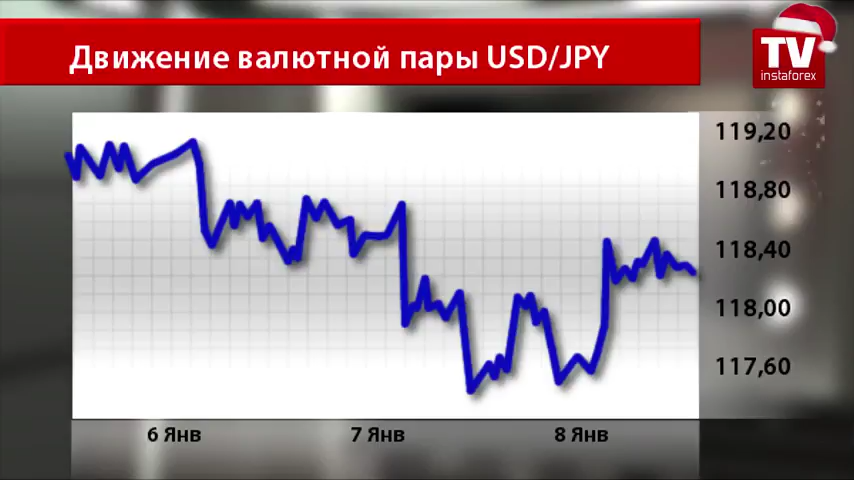 Движение валютной пары USD/JPY
TV
instaforex
119,20
118,80
118,40
118,00
117,60
6 Янв
7 Янв
8 Янв